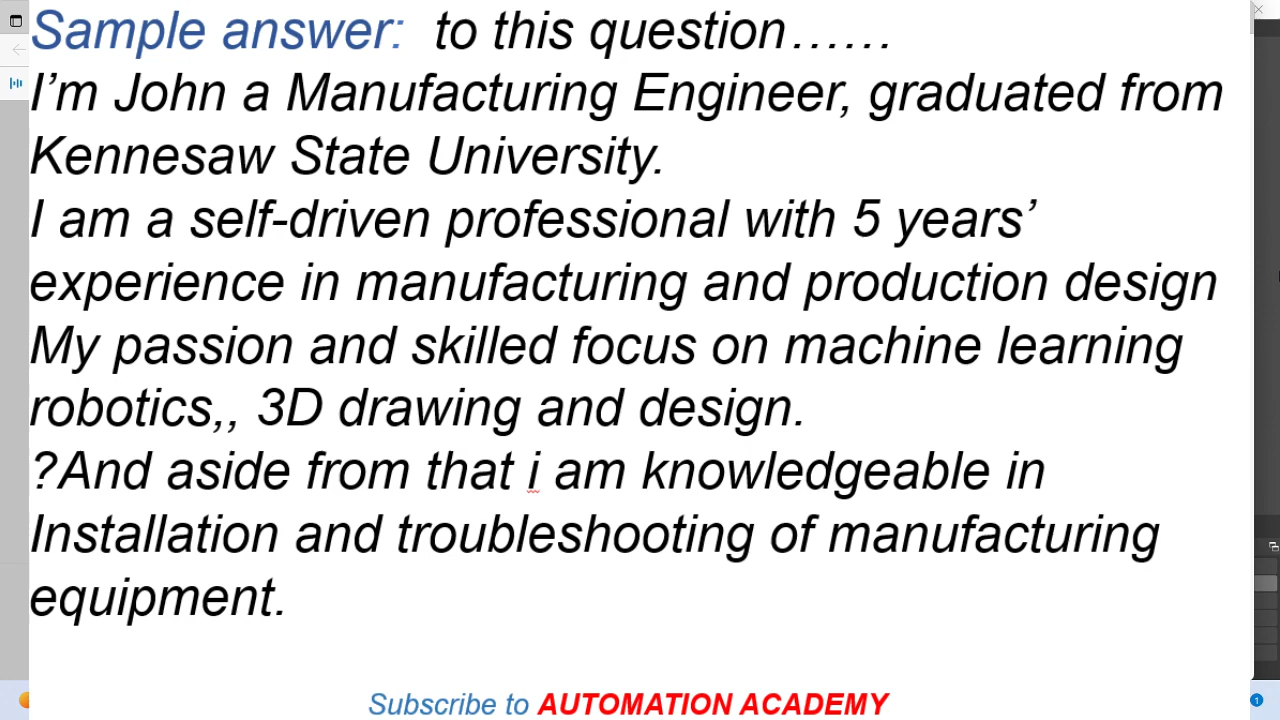 Sample answer: to this question……
I’m John a Manufacturing Engineer, graduated from
Kennesaw State University.
I am a self-driven professional with 5 years’
experience in manufacturing and production design
My passion and skilled focus on machine learning
robotics,, 3D drawing and design.
?And aside from that i am knowledgeable in
Installation and troubleshooting of manufacturing
equipment.
Subscribe to AUTOMATION ACADEMY
1